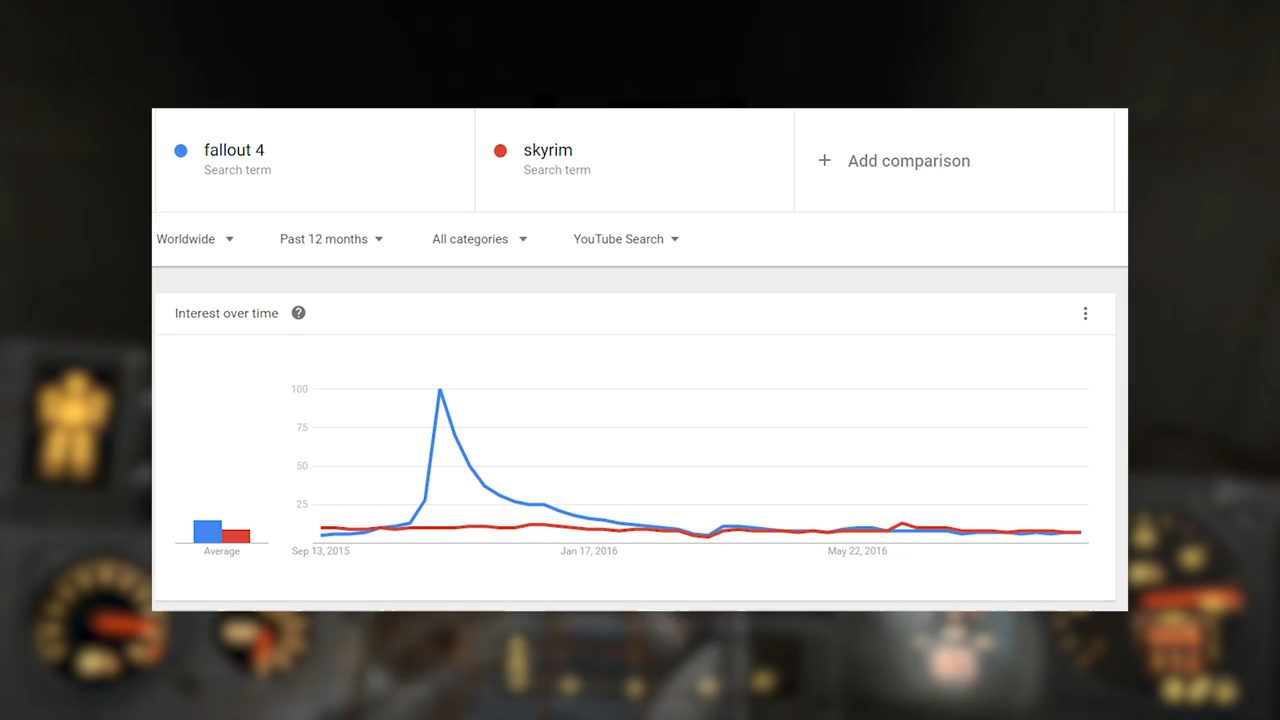 fallout 4
Search term
skyrim
Search term
+ Add comparison
Worldwide
Past 12 months
All categories
YouTube Search
Interest over time
?
100
75
50
25
Average
Sep 13, 2015
Jan 17, 2016
May 22, 2016